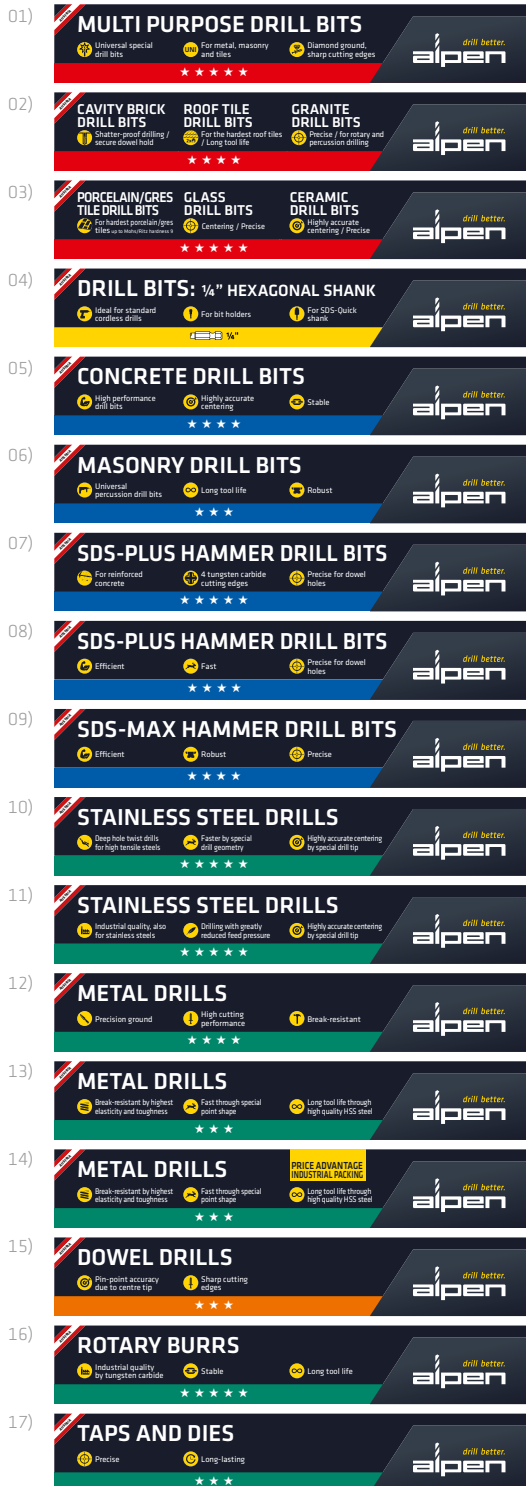 01)
MULTI PURPOSE DRILL BITS
Universal special
drill bits
For metal, masonry
and tiles
Diamond ground,
sharp cutting edges
UNI
★ ★ ★ ★ ★
drill better.
alpen
02)
CAVITY BRICK
DRILL BITS
Shatter-proof drilling /
secure dowel hold
ROOF TILE
DRILL BITS
For the hardest roof tiles
/ Long tool life
GRANITE
DRILL BITS
Precise / for rotary and
percussion drilling
★ ★ ★ ★
drill better.
alpen
03)
PORCELAIN/GRES
TILE DRILL BITS
For hardest porcelain/gres
tiles up to Mohs/Ritz hardness 9
GLASS
DRILL BITS
Centering / Precise
CERAMIC
DRILL BITS
Highly accurate
centering / Precise
★ ★ ★ ★ ★
drill better.
alpen
04)
DRILL BITS: ¼” HEXAGONAL SHANK
Ideal for standard
cordless drills
For bit holders
For SDS-Quick
shank
¼”
drill better.
alpen
05)
CONCRETE DRILL BITS
High performance
drill bits
Highly accurate
centering
Stable
★ ★ ★ ★
drill better.
alpen
06)
MASONRY DRILL BITS
Universal
percussion drill bits
Long tool life
Robust
★ ★ ★
drill better.
alpen
07)
SDS-PLUS HAMMER DRILL BITS
For reinforced
concrete
4 tungsten carbide
cutting edges
Precise for dowel
holes
★ ★ ★ ★ ★
drill better.
alpen
08)
SDS-PLUS HAMMER DRILL BITS
Efficient
Fast
Precise for dowel
holes
★ ★ ★ ★
drill better.
alpen
09)
SDS-MAX HAMMER DRILL BITS
Efficient
Robust
Precise
★ ★ ★ ★
drill better.
alpen
10)
STAINLESS STEEL DRILLS
Deep hole twist drills
for high tensile steels
Faster by special
drill geometry
Highly accurate centering
by special drill tip
★ ★ ★ ★ ★
drill better.
alpen
11)
STAINLESS STEEL DRILLS
Industrial quality, also
for stainless steels
Drilling with greatly
reduced feed pressure
Highly accurate centering
by special drill tip
★ ★ ★ ★ ★
drill better.
alpen
12)
METAL DRILLS
Precision ground
High cutting
performance
Break-resistant
★ ★ ★ ★
drill better.
alpen
13)
METAL DRILLS
Break-resistant by highest
elasticity and toughness
Fast through special
point shape
Long tool life through
high quality HSS steel
★ ★ ★
drill better.
alpen
14)
METAL DRILLS
PRICE ADVANTAGE
INDUSTRIAL PACKING
Break-resistant by highest
elasticity and toughness
Fast through special
point shape
Long tool life through
high quality HSS steel
★ ★ ★
drill better.
alpen
15)
DOWEL DRILLS
Pin-point accuracy
due to centre tip
Sharp cutting
edges
★ ★ ★
drill better.
alpen
16)
ROTARY BURRS
Industrial quality
by tungsten carbide
Stable
Long tool life
★ ★ ★ ★ ★
drill better.
alpen
17)
TAPS AND DIES
Precise
Long-lasting
★ ★ ★
drill better.
alpen